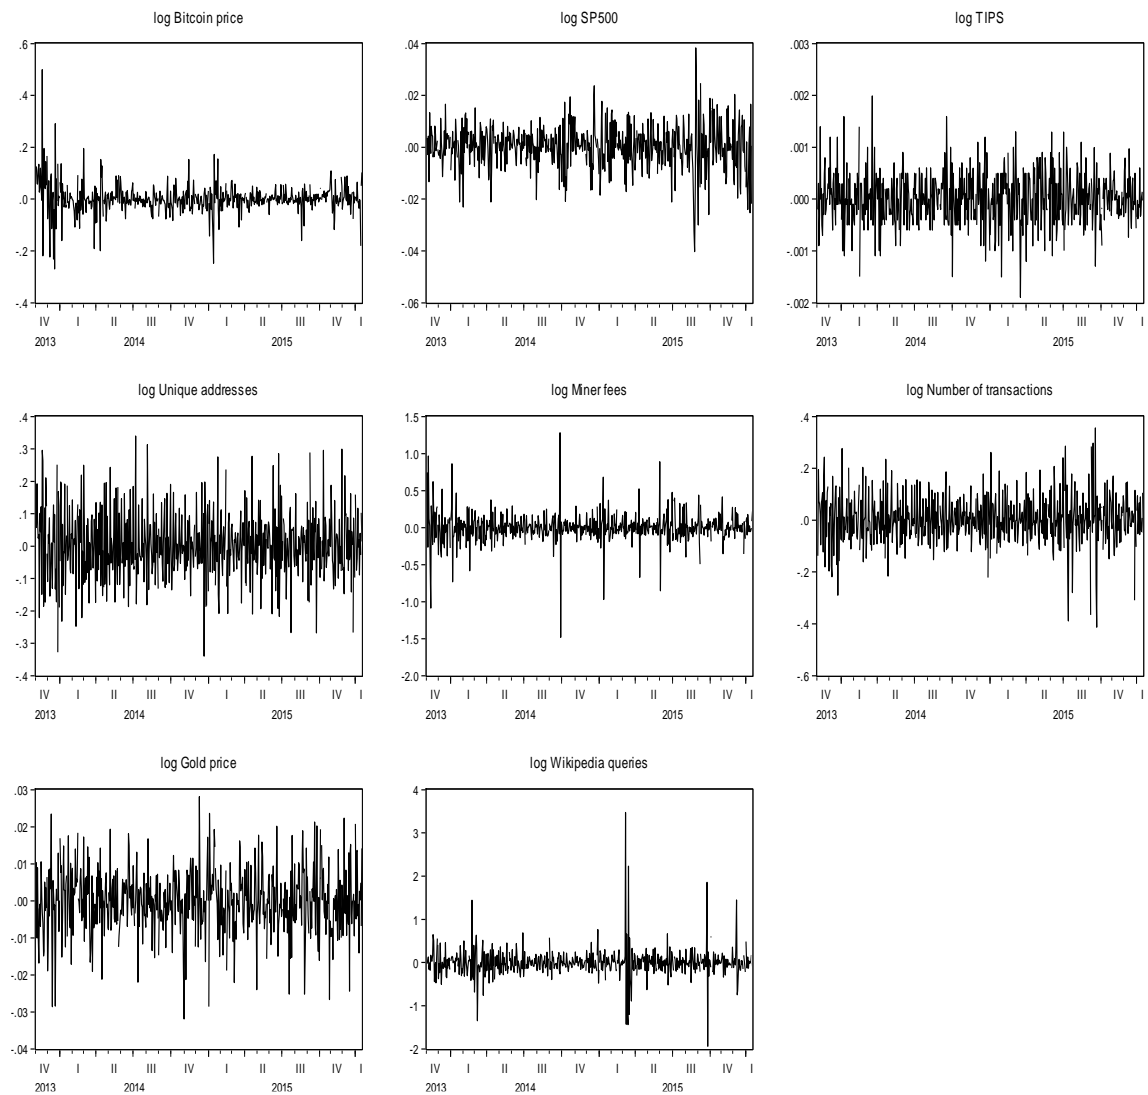 log Bitcoin price
.6
.4
.2
.0
-.2
-.4
IV I II III IV I II III IV I
2013 2014 2015
log SP500
.04
.02
.00
-.02
-.04
-.06
IV I II III IV I II III IV I
2013 2014 2015
log TIPS
.003
.002
.001
.000
-.001
-.002
IV I II III IV I II III IV I
2013 2014 2015
log Unique addresses
.4
.3
.2
.1
.0
-.1
-.2
-.3
-.4
IV I II III IV I II III IV I
2013 2014 2015
log Miner fees
1.5
1.0
0.5
0.0
-0.5
-1.0
-1.5
-2.0
IV I II III IV I II III IV I
2013 2014 2015
log Number of transactions
.4
.2
.0
-.2
-.4
-.6
IV I II III IV I II III IV I
2013 2014 2015
log Gold price
.03
.02
.01
.00
-.01
-.02
-.03
-.04
IV I II III IV I II III IV I
2013 2014 2015
log Wikipedia queries
4
3
2
1
0
-1
-2
IV I II III IV I II III IV I
2013 2014 2015